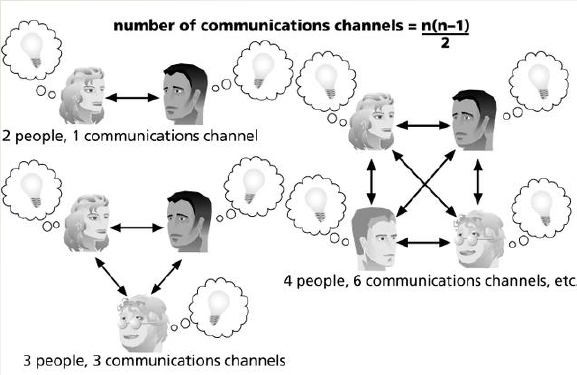 number of communications channels = n(n–1)
2
2 people, 1 communications channel
4 people, 6 communications channels, etc.
3 people, 3 communications channels